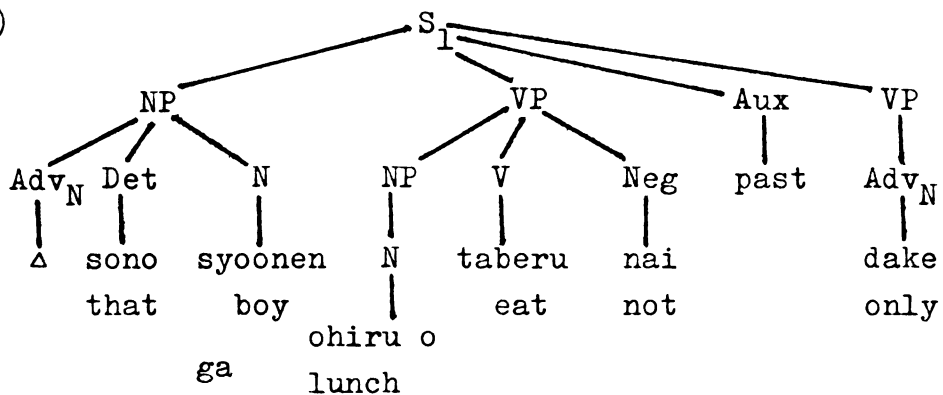 )
S1
NP VP Aux VP
AdvN Det N NP V Neg past AdvN
Δ sono syoonen N taberu nai dake
that boy eat not only
ohiru o
ga lunch